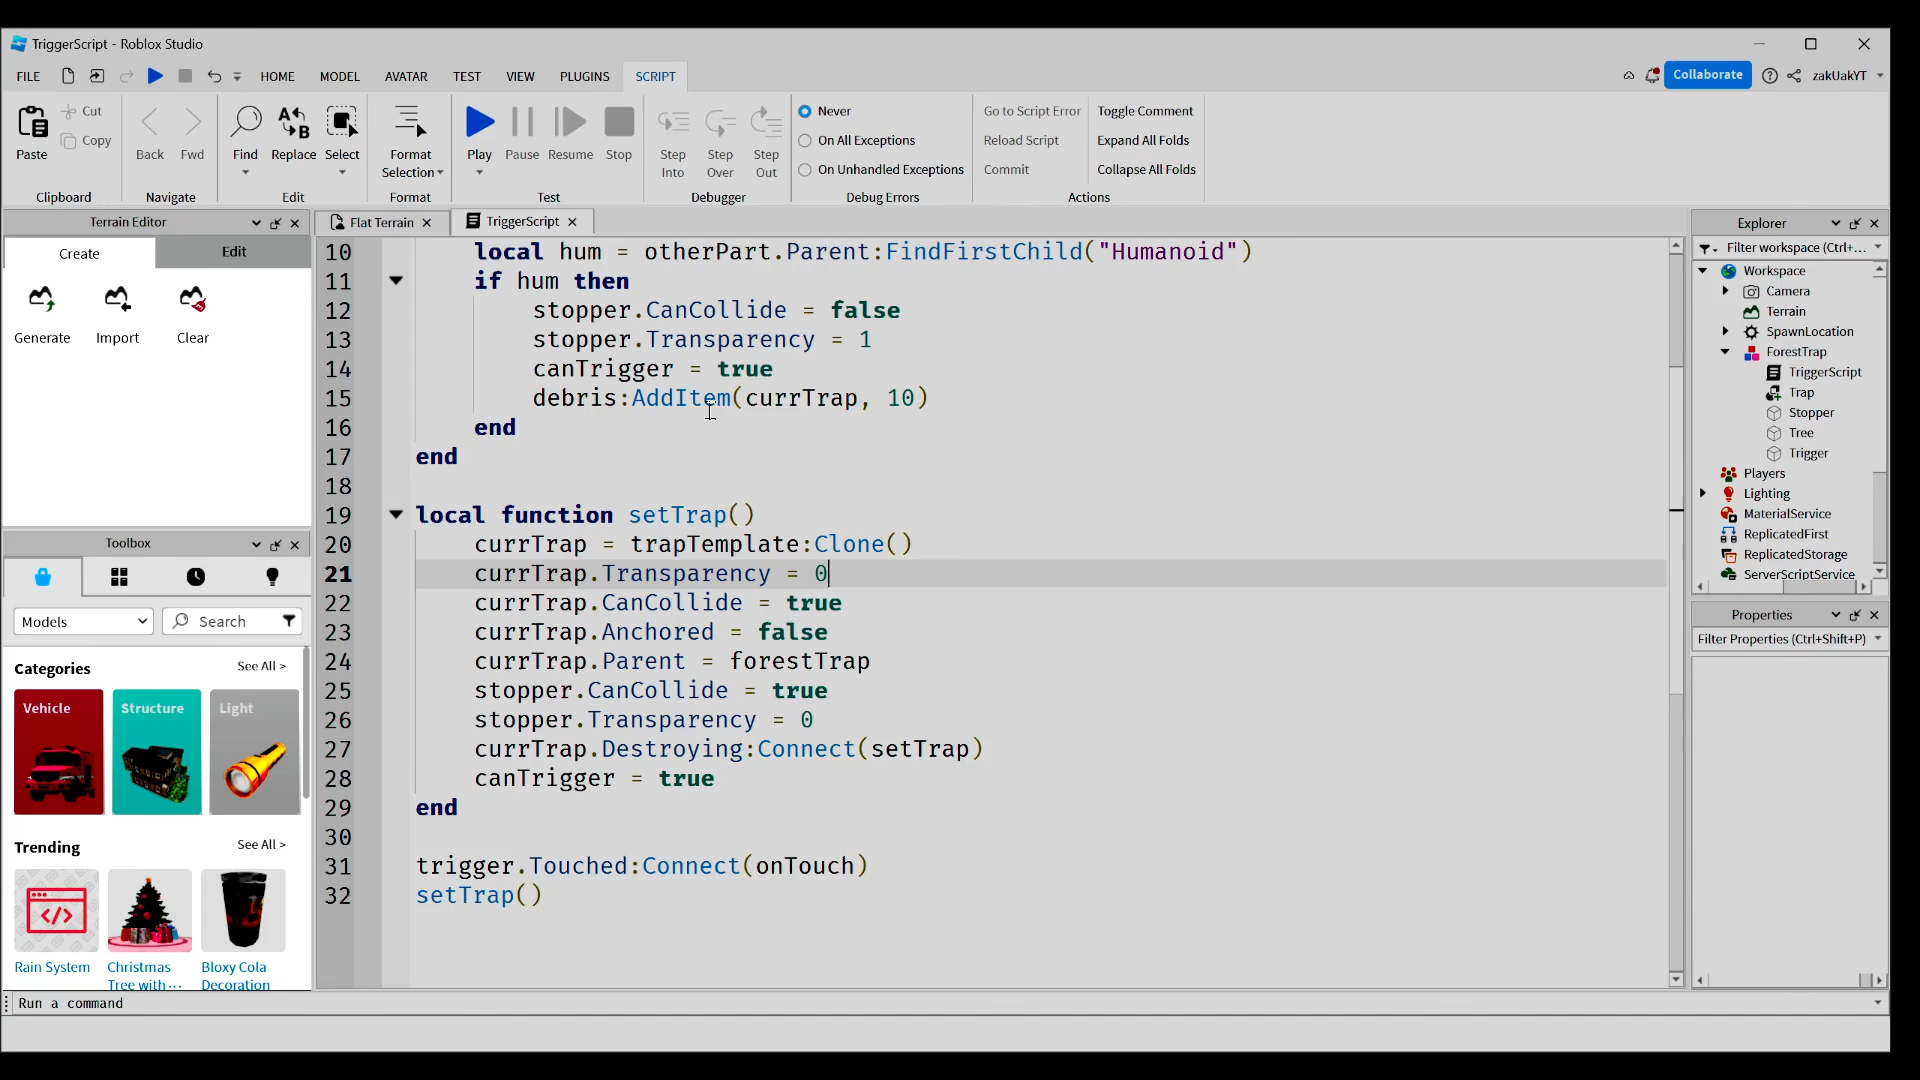 TriggerScript - Roblox Studio
FILE HOME MODEL AVATAR TEST VIEW PLUGINS SCRIPT Collaborate zakUakYT
Paste Cut Copy
Clipboard
Back Fwd
Navigate
Find Replace Select
Edit
Format Selection
Format
Play Pause Resume Stop
Test
Step Into Step Over Step Out
Debugger
Never
On All Exceptions
On Unhandled Exceptions
Debug Errors
Go to Script Error Toggle Comment
Reload Script Expand All Folds
Commit Collapse All Folds
Actions
Terrain Editor
Create Edit
Generate Import Clear
Toolbox
Models Search
Categories See All >
Vehicle Structure Light
Trending See All >
Rain System
Christmas Tree with ...
Bloxy Cola Decoration
Flat Terrain TriggerScript
10 local hum = otherPart.Parent:FindFirstChild("Humanoid")
11 if hum then
12 stopper.CanCollide = false
13 stopper.Transparency = 1
14 canTrigger = true
15 debris:AddItem(currTrap, 10)
16 end
17 end
18
19 local function setTrap()
20 currTrap = trapTemplate:Clone()
21 currTrap.Transparency = 0
22 currTrap.CanCollide = true
23 currTrap.Anchored = false
24 currTrap.Parent = forestTrap
25 stopper.CanCollide = true
26 stopper.Transparency = 0
27 currTrap.Destroying:Connect(setTrap)
28 canTrigger = true
29 end
30
31 trigger.Touched:Connect(onTouch)
32 setTrap()
Explorer
Filter workspace (Ctrl+...
Workspace
Camera
Terrain
SpawnLocation
ForestTrap
TriggerScript
Trap
Stopper
Tree
Trigger
Players
Lighting
MaterialService
ReplicatedFirst
ReplicatedStorage
ServerScriptService
Properties
Filter Properties (Ctrl+Shift+P)
Run a command